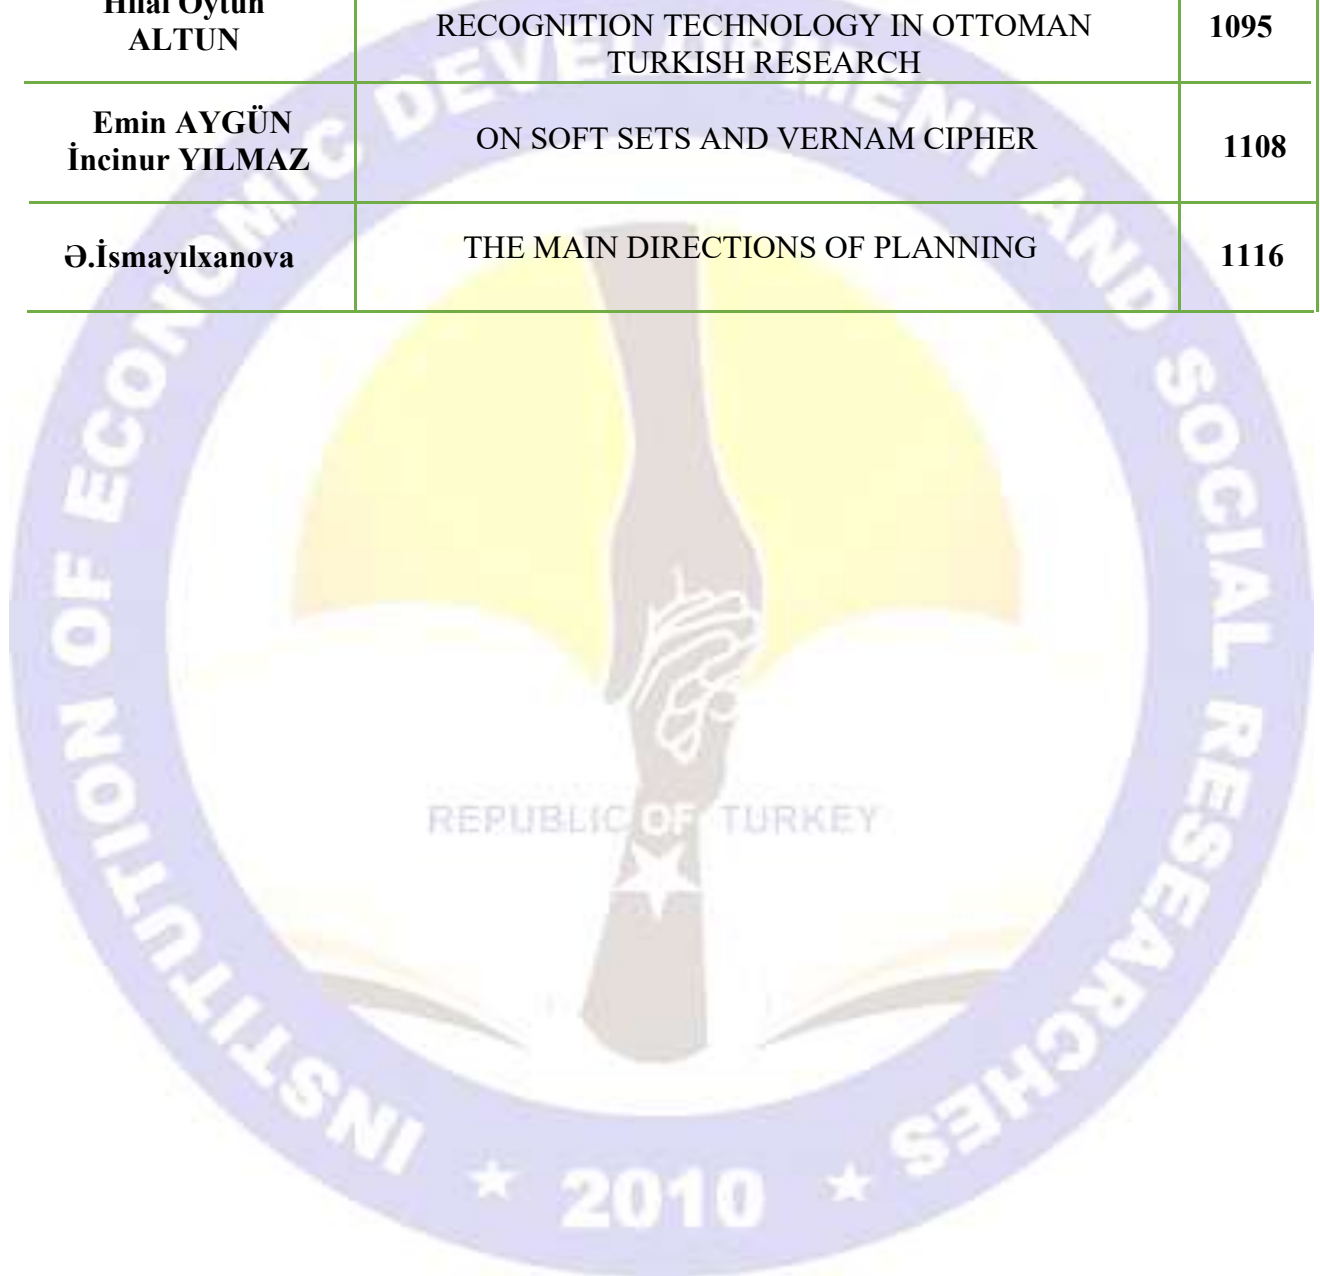 Hilal Oytun
ALTUN
RECOGNITION TECHNOLOGY IN OTTOMAN
TURKISH RESEARCH
1095
Emin AYGÜN
İncinur YILMAZ
ON SOFT SETS AND VERNAM CIPHER
1108
Ə.İsmayılxanova
THE MAIN DIRECTIONS OF PLANNING
1116
INSTITUTION OF ECONOMIC DEVELOPMENT AND SOCIAL RESEARCHES
REPUBLIC OF TURKEY
★ 2010 ★